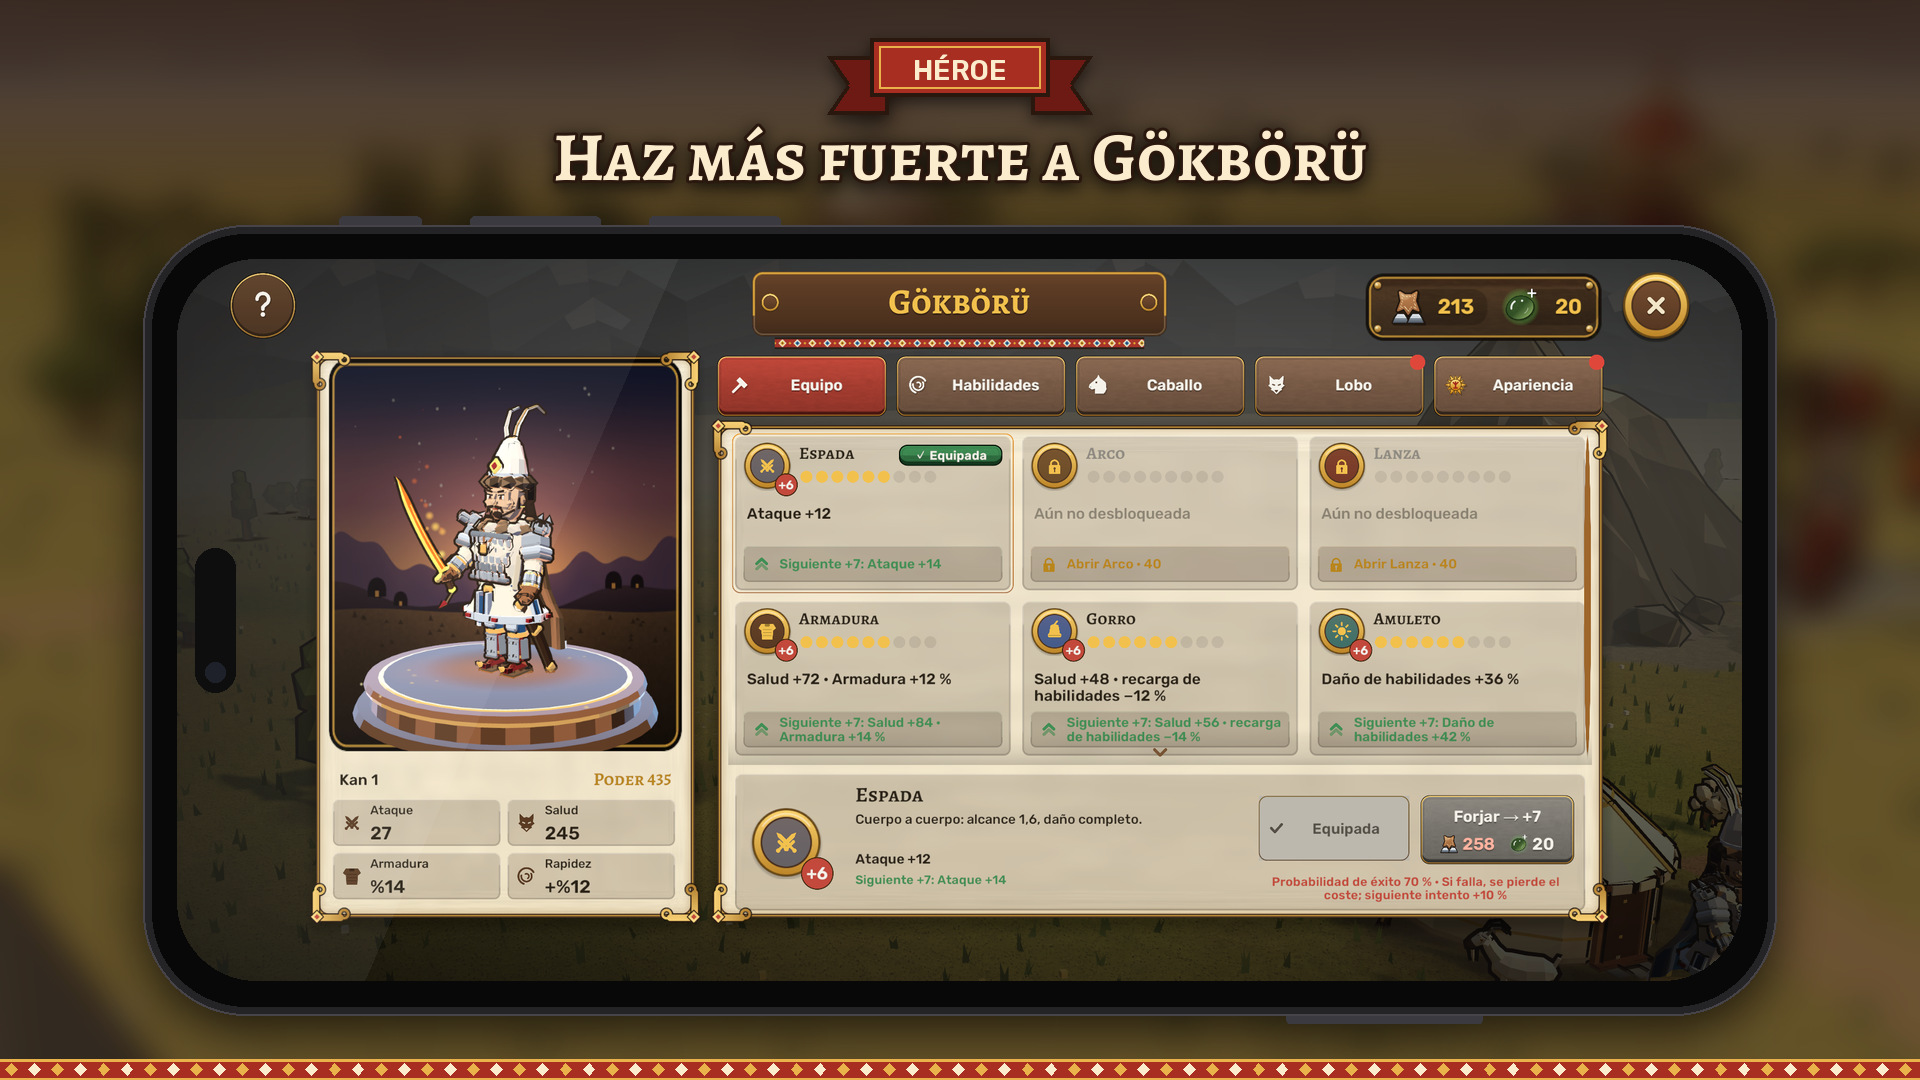 HÉROE
Haz más fuerte a Gökbörü
?
Gökbörü
213
20
Equipo
Habilidades
Caballo
Lobo
Apariencia
Espada
✓ Equipada
+6
Ataque +12
Siguiente +7: Ataque +14
Arco
Aún no desbloqueada
Abrir Arco · 40
Lanza
Aún no desbloqueada
Abrir Lanza · 40
Armadura
+6
Salud +72 · Armadura +12 %
Siguiente +7: Salud +84 ·
Armadura +14 %
Gorro
+6
Salud +48 · recarga de
habilidades −12 %
Siguiente +7: Salud +56 · recarga
de habilidades −14 %
Amuleto
+6
Daño de habilidades +36 %
Siguiente +7: Daño de
habilidades +42 %
Kan 1
Poder 435
Ataque
27
Salud
245
Armadura
%14
Rapidez
+%12
+6
Espada
Cuerpo a cuerpo: alcance 1,6, daño completo.
Ataque +12
Siguiente +7: Ataque +14
Equipada
Forjar → +7
258
20
Probabilidad de éxito 70 % · Si falla, se pierde el
coste; siguiente intento +10 %